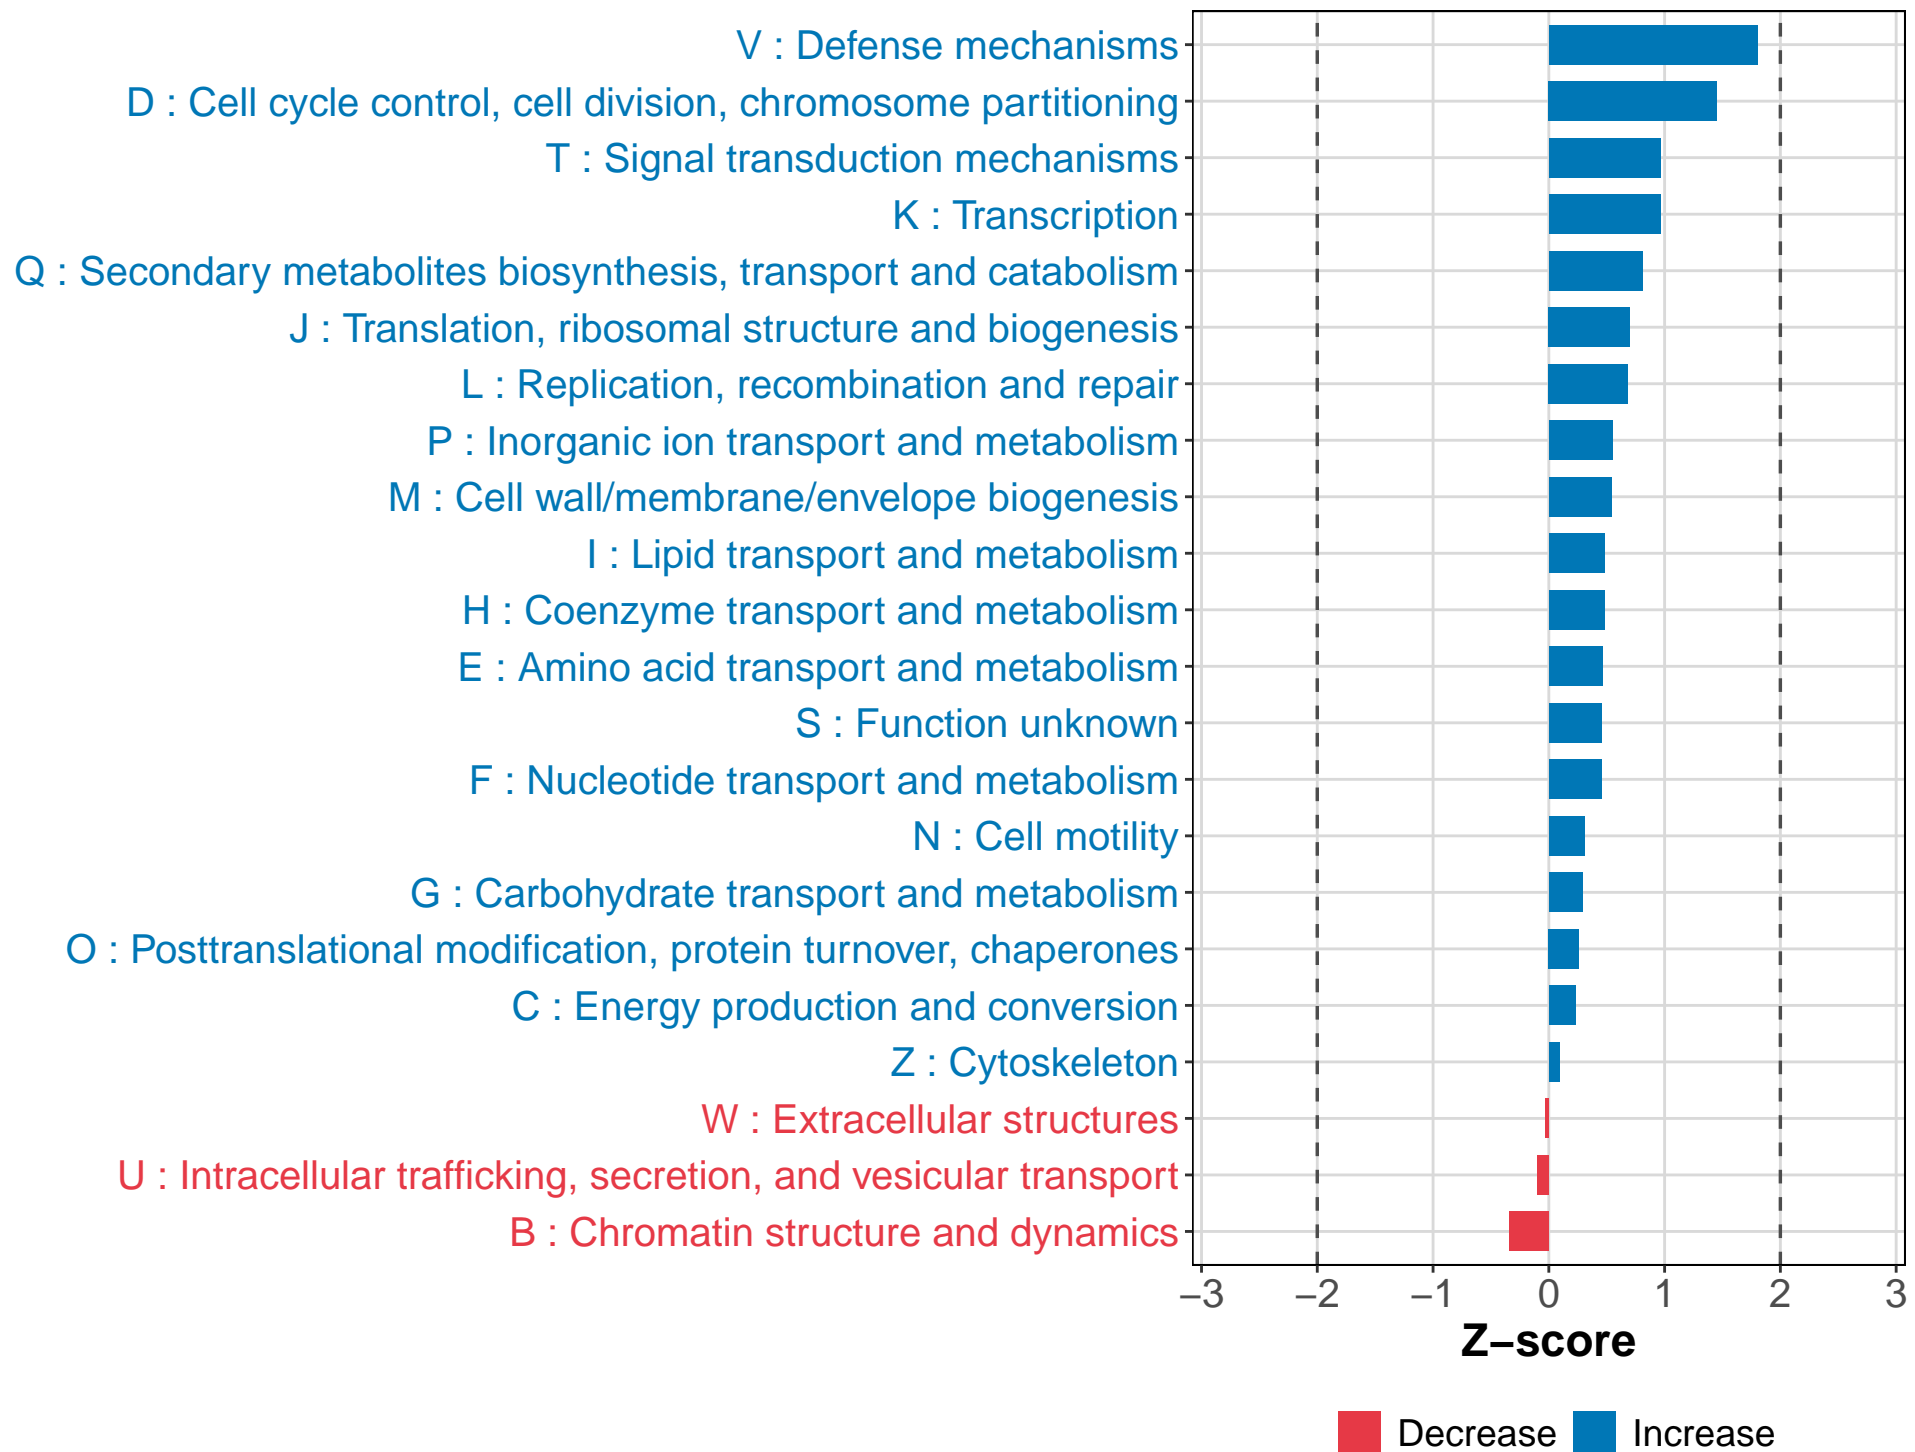 V : Defense mechanisms
D : Cell cycle control, cell division, chromosome partitioning
T : Signal transduction mechanisms
K : Transcription
Q : Secondary metabolites biosynthesis, transport and catabolism
J : Translation, ribosomal structure and biogenesis
L : Replication, recombination and repair
P : Inorganic ion transport and metabolism
M : Cell wall/membrane/envelope biogenesis
I : Lipid transport and metabolism
H : Coenzyme transport and metabolism
E : Amino acid transport and metabolism
S : Function unknown
F : Nucleotide transport and metabolism
N : Cell motility
G : Carbohydrate transport and metabolism
O : Posttranslational modification, protein turnover, chaperones
C : Energy production and conversion
Z : Cytoskeleton
W : Extracellular structures
U : Intracellular trafficking, secretion, and vesicular transport
B : Chromatin structure and dynamics
−3 −2 −1 0 1 2 3
Z−score
Decrease Increase